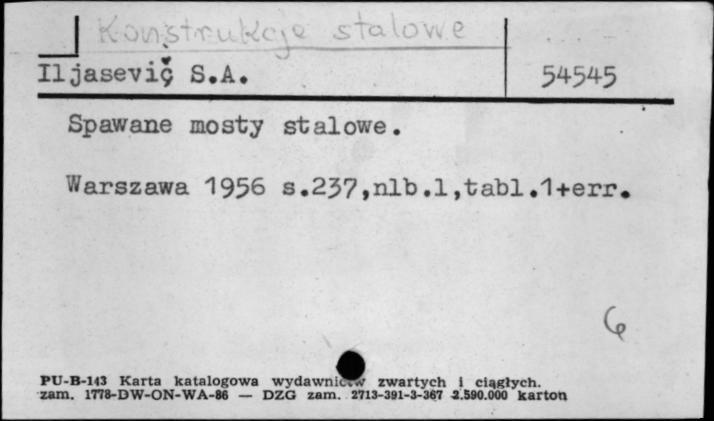 Konstrukcje stalowe
Iljasevič S.A.
54545
Spawane mosty stalowe.
Warszawa 1956 s.237,nlb.1,tabl.1+err.
6
PU-B-143 Karta katalogowa wydawnictw zwartych i ciągłych.
zam. 1778-DW-ON-WA-86 — DZG zam. 2713-391-3-367 2.590.000 karton